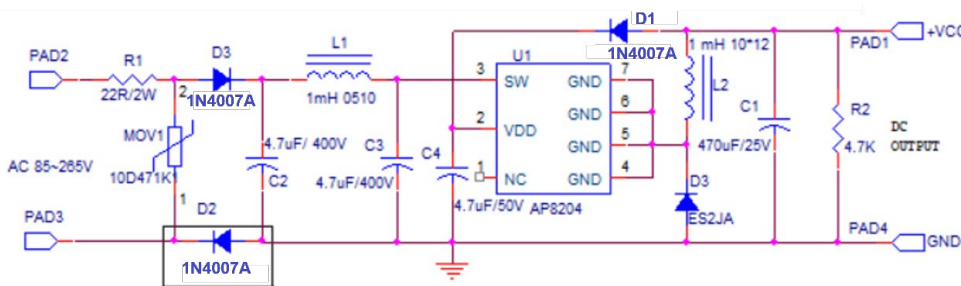 D1
1N4007A
1 mH 10*12
PAD1
+VCC
PAD2
R1
22R/2W
2
D3
1N4007A
L1
1mH 0510
U1
3
SW
GND
7
GND
6
2
VDD
GND
5
1
NC
GND
4
AP8204
L2
C1
470uF/25V
R2
4.7K
DC
OUTPUT
MOV1
10D471K1
1
AC 85~265V
4.7uF/ 400V
C2
C3
4.7uF/400V
C4
4.7uF/50V
D3
ES2JA
PAD3
D2
1N4007A
PAD4
GND